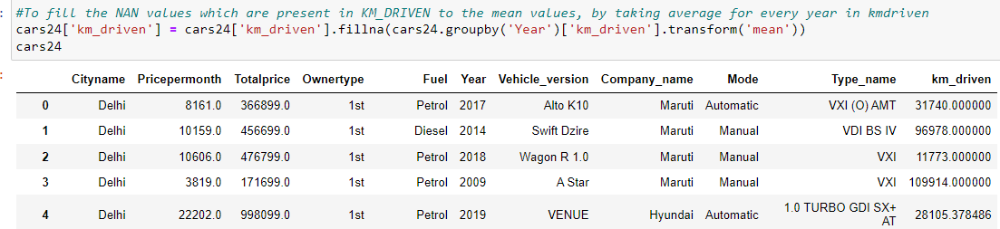 #To fill the NAN values which are present in KM_DRIVEN to the mean values, by taking average for every year in kmdriven
cars24['km_driven'] = cars24['km_driven'].fillna(cars24.groupby('Year')['km_driven'].transform('mean'))
cars24
Cityname Pricepermonth Totalprice Ownertype Fuel Year Vehicle_version Company_name Mode Type_name km_driven
0 Delhi 8161.0 366899.0 1st Petrol 2017 Alto K10 Maruti Automatic VXI (O) AMT 31740.000000
1 Delhi 10159.0 456699.0 1st Diesel 2014 Swift Dzire Maruti Manual VDI BS IV 96978.000000
2 Delhi 10606.0 476799.0 1st Petrol 2018 Wagon R 1.0 Maruti Manual VXI 11773.000000
3 Delhi 3819.0 171699.0 1st Petrol 2009 A Star Maruti Manual VXI 109914.000000
4 Delhi 22202.0 998099.0 1st Petrol 2019 VENUE Hyundai Automatic 1.0 TURBO GDI SX+
AT 28105.378486